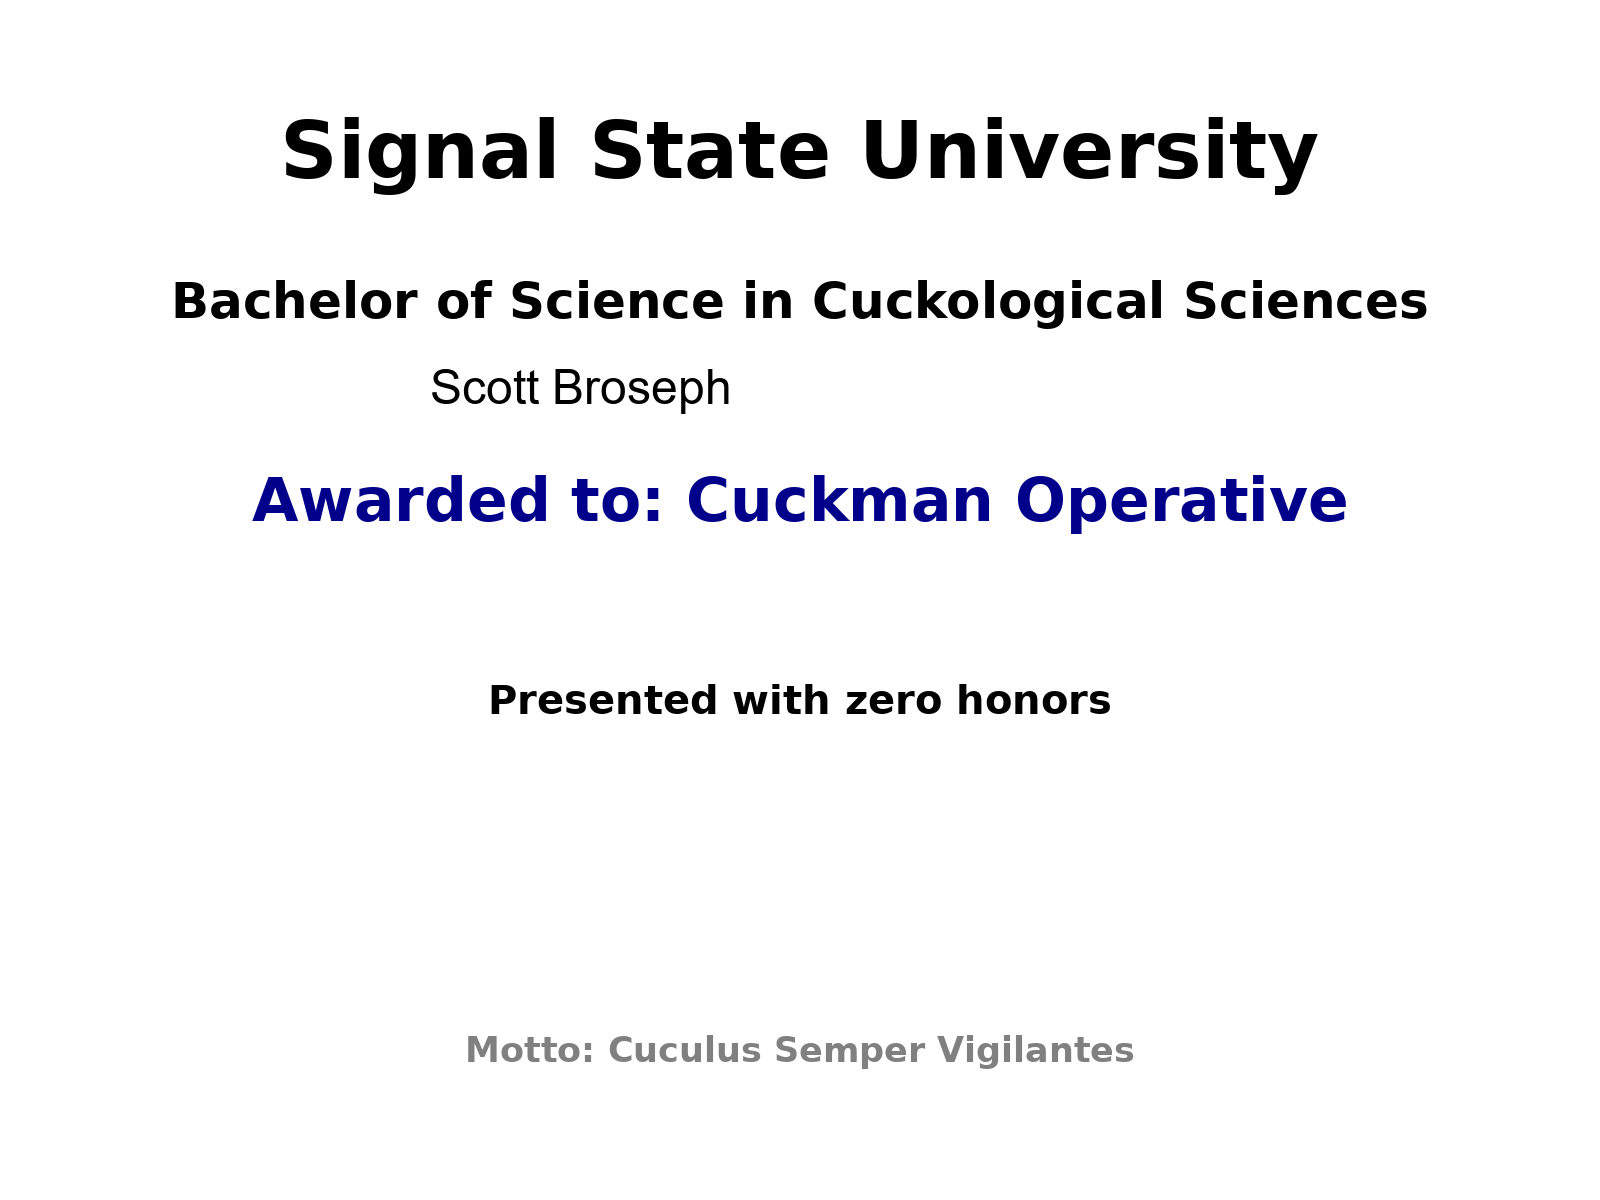 Signal State University
Bachelor of Science in Cuckological Sciences
Scott Broseph
Awarded to: Cuckman Operative
Presented with zero honors
Motto: Cuculus Semper Vigilantes